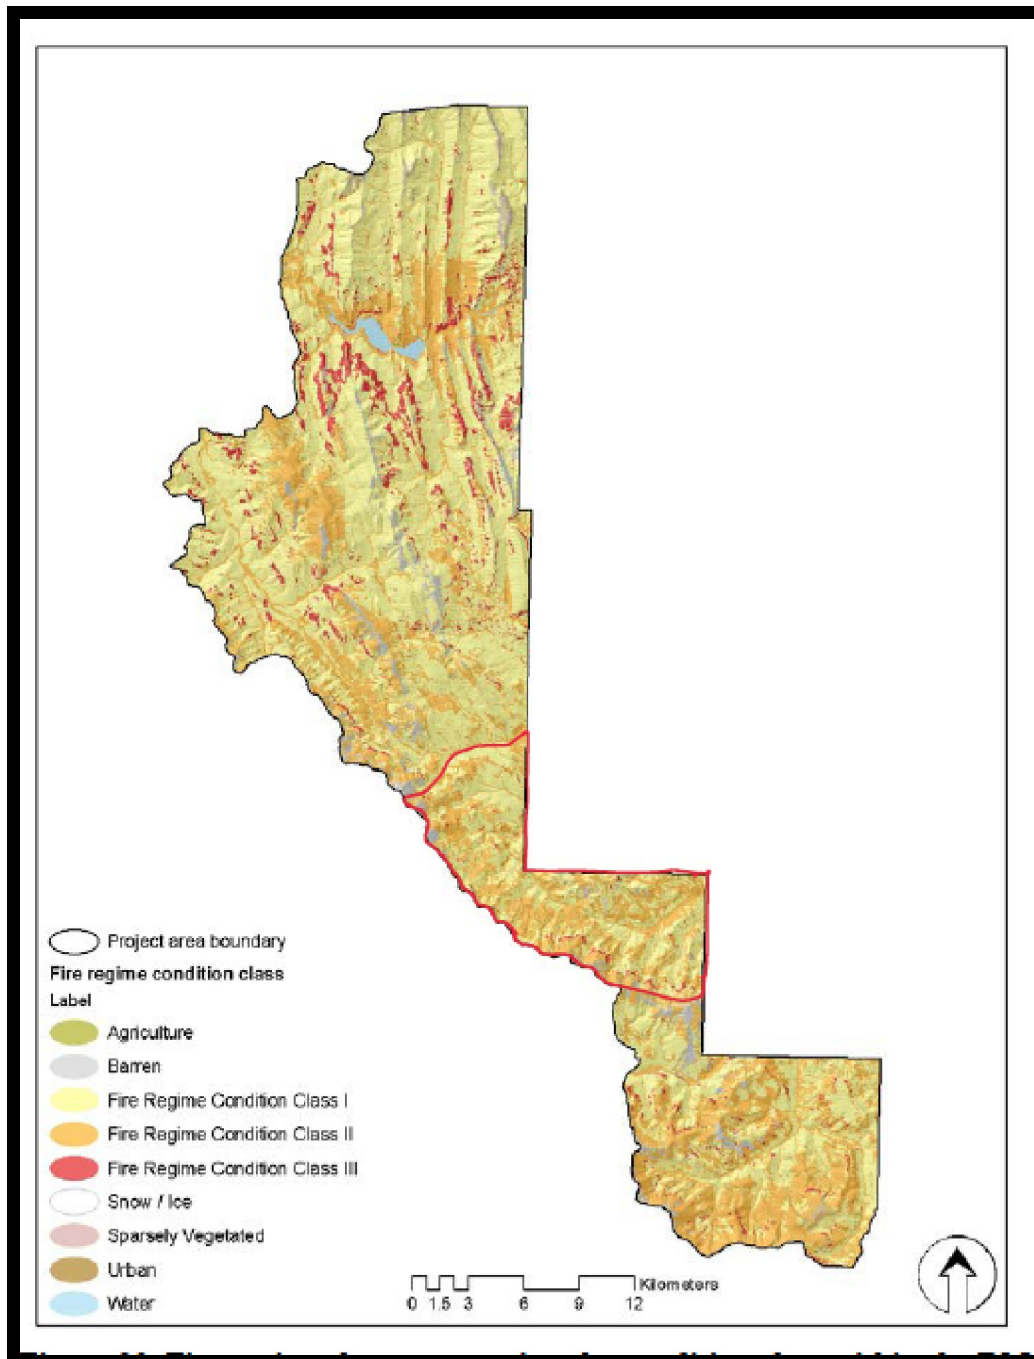 Project area boundary
Fire regime condition class
Label
Agriculture
Barren
Fire Regime Condition Class I
Fire Regime Condition Class II
Fire Regime Condition Class III
Snow / Ice
Sparsely Vegetated
Urban
Water
Kilometers
0 1.5 3 6 9 12